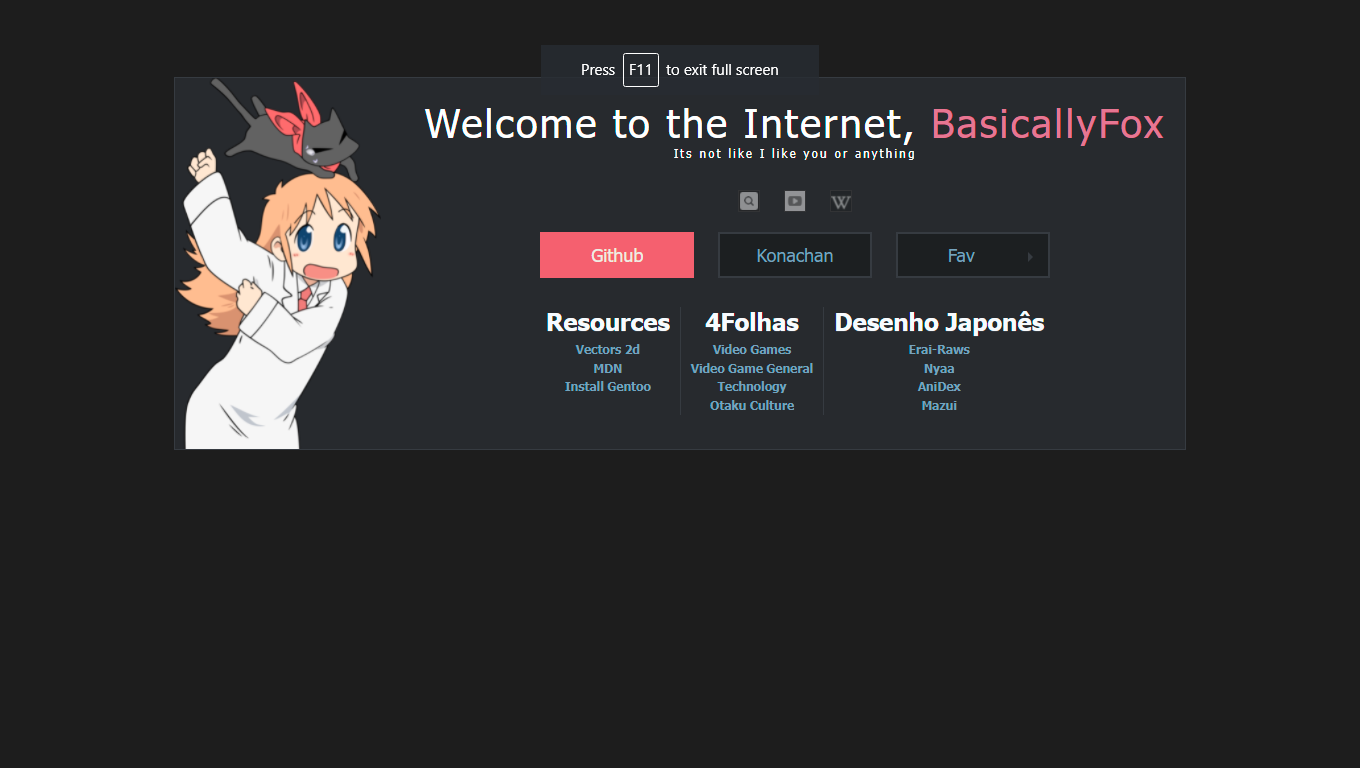 Press F11 to exit full screen
Welcome to the Internet, BasicallyFox
Its not like I like you or anything
W
Github
Konachan
Fav
Resources
Vectors 2d
MDN
Install Gentoo
4Folhas
Video Games
Video Game General
Technology
Otaku Culture
Desenho Japonês
Erai-Raws
Nyaa
AniDex
Mazui